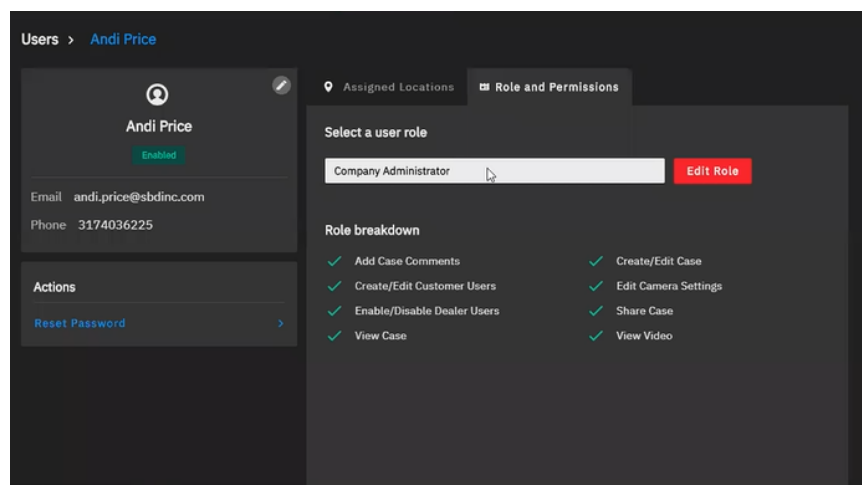 Users > Andi Price
Andi Price
Enabled
Email andi.price@sbdinc.com
Phone 3174036225
Actions
Reset Password >
Assigned Locations
Role and Permissions
Select a user role
Company Administrator
Edit Role
Role breakdown
Add Case Comments
Create/Edit Case
Create/Edit Customer Users
Edit Camera Settings
Enable/Disable Dealer Users
Share Case
View Case
View Video